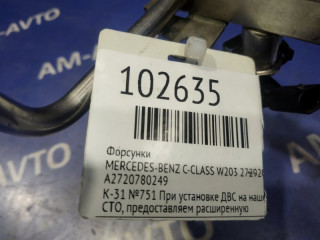 AM-AVTO
102635
Форсунки
MERCEDES-BENZ C-CLASS W203
A2720780249
К-31 №751 При установке ДВС на наш
СТО, предоставляем расширенную